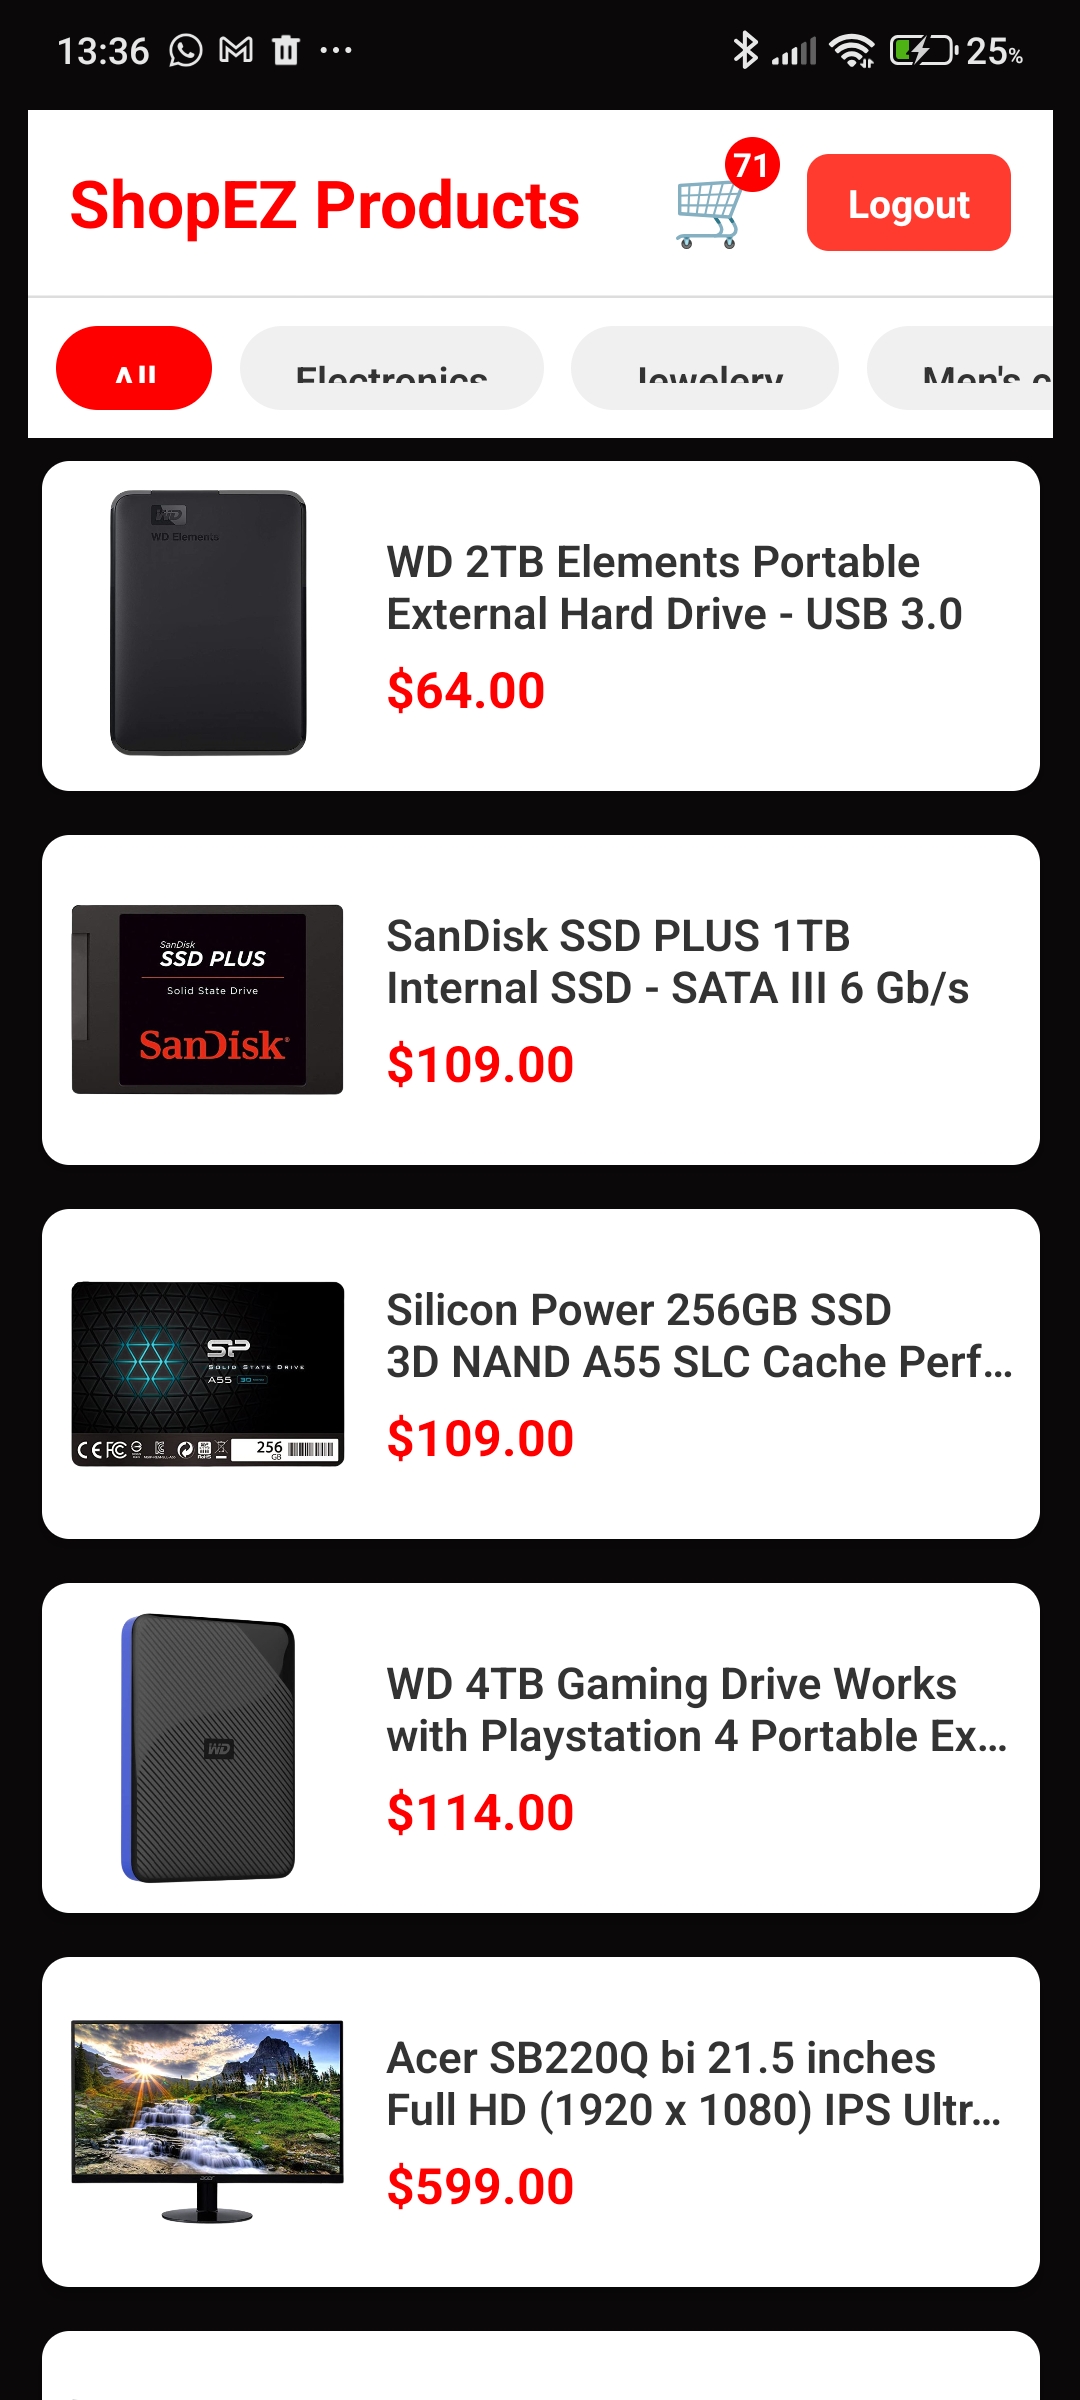 13:36 25%
ShopEZ Products 71 Logout
All Electronics Jewelery Men's c
WD
WD Elements
WD 2TB Elements Portable
External Hard Drive - USB 3.0
$64.00
SanDisk
SSD PLUS
Solid State Drive
SanDisk
SanDisk SSD PLUS 1TB
Internal SSD - SATA III 6 Gb/s
$109.00
SP
SOLID STATE DRIVE
A55
256
GB
Silicon Power 256GB SSD
3D NAND A55 SLC Cache Perf...
$109.00
WD
WD 4TB Gaming Drive Works
with Playstation 4 Portable Ex...
$114.00
acer
Acer SB220Q bi 21.5 inches
Full HD (1920 x 1080) IPS Ultr...
$599.00